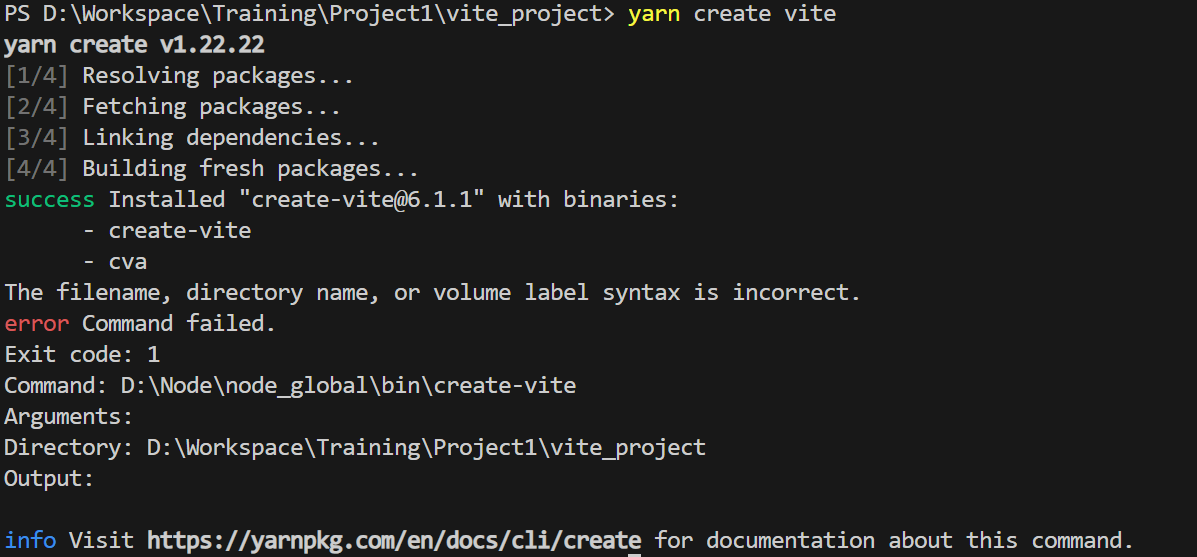 PS D:\Workspace\Training\Project1\vite_project> yarn create vite
yarn create v1.22.22
[1/4] Resolving packages...
[2/4] Fetching packages...
[3/4] Linking dependencies...
[4/4] Building fresh packages...
success Installed "create-vite@6.1.1" with binaries:
      - create-vite
      - cva
The filename, directory name, or volume label syntax is incorrect.
error Command failed.
Exit code: 1
Command: D:\Node\node_global\bin\create-vite
Arguments:
Directory: D:\Workspace\Training\Project1\vite_project
Output:
info Visit https://yarnpkg.com/en/docs/cli/create for documentation about this command.